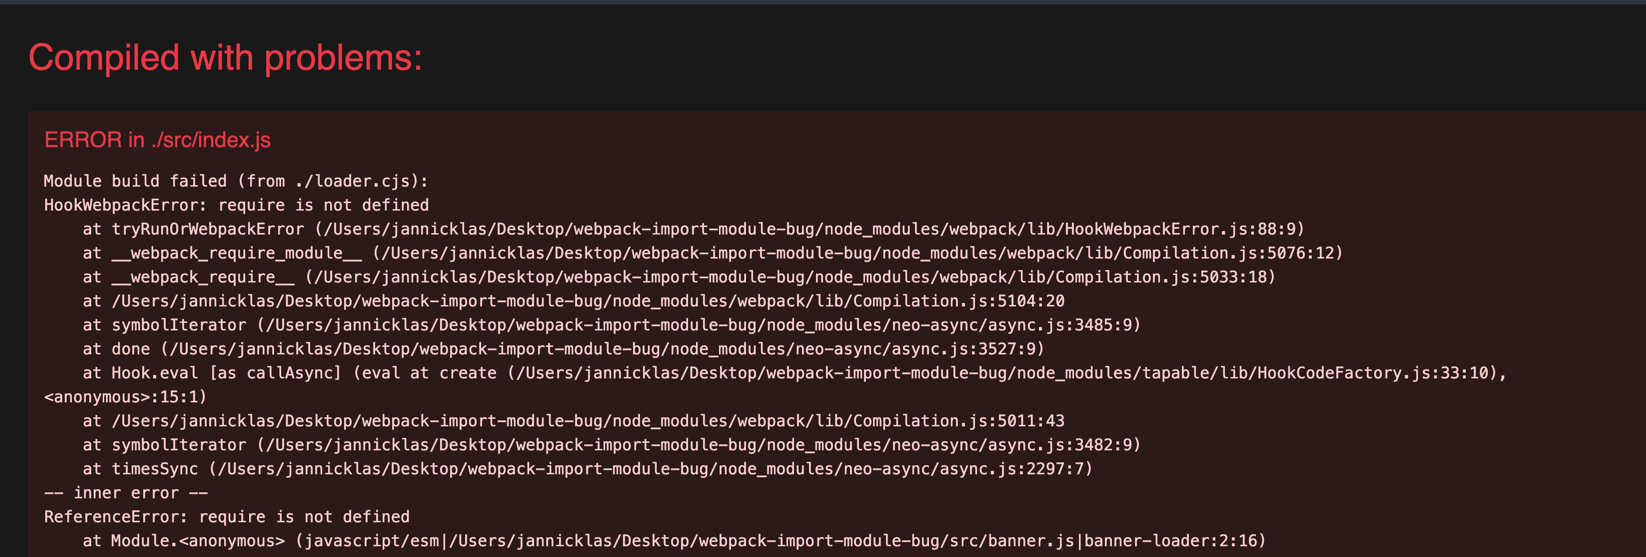 Compiled with problems:
ERROR in ./src/index.js
Module build failed (from ./loader.cjs):
HookWebpackError: require is not defined
    at tryRunOrWebpackError (/Users/jannicklas/Desktop/webpack-import-module-bug/node_modules/webpack/lib/HookWebpackError.js:88:9)
    at __webpack_require_module__ (/Users/jannicklas/Desktop/webpack-import-module-bug/node_modules/webpack/lib/Compilation.js:5076:12)
    at __webpack_require__ (/Users/jannicklas/Desktop/webpack-import-module-bug/node_modules/webpack/lib/Compilation.js:5033:18)
    at /Users/jannicklas/Desktop/webpack-import-module-bug/node_modules/webpack/lib/Compilation.js:5104:20
    at symbolIterator (/Users/jannicklas/Desktop/webpack-import-module-bug/node_modules/neo-async/async.js:3485:9)
    at done (/Users/jannicklas/Desktop/webpack-import-module-bug/node_modules/neo-async/async.js:3527:9)
    at Hook.eval [as callAsync] (eval at create (/Users/jannicklas/Desktop/webpack-import-module-bug/node_modules/tapable/lib/HookCodeFactory.js:33:10),
<anonymous>:15:1)
    at /Users/jannicklas/Desktop/webpack-import-module-bug/node_modules/webpack/lib/Compilation.js:5011:43
    at symbolIterator (/Users/jannicklas/Desktop/webpack-import-module-bug/node_modules/neo-async/async.js:3482:9)
    at timesSync (/Users/jannicklas/Desktop/webpack-import-module-bug/node_modules/neo-async/async.js:2297:7)
-- inner error --
ReferenceError: require is not defined
    at Module.<anonymous> (javascript/esm|/Users/jannicklas/Desktop/webpack-import-module-bug/src/banner.js|banner-loader:2:16)